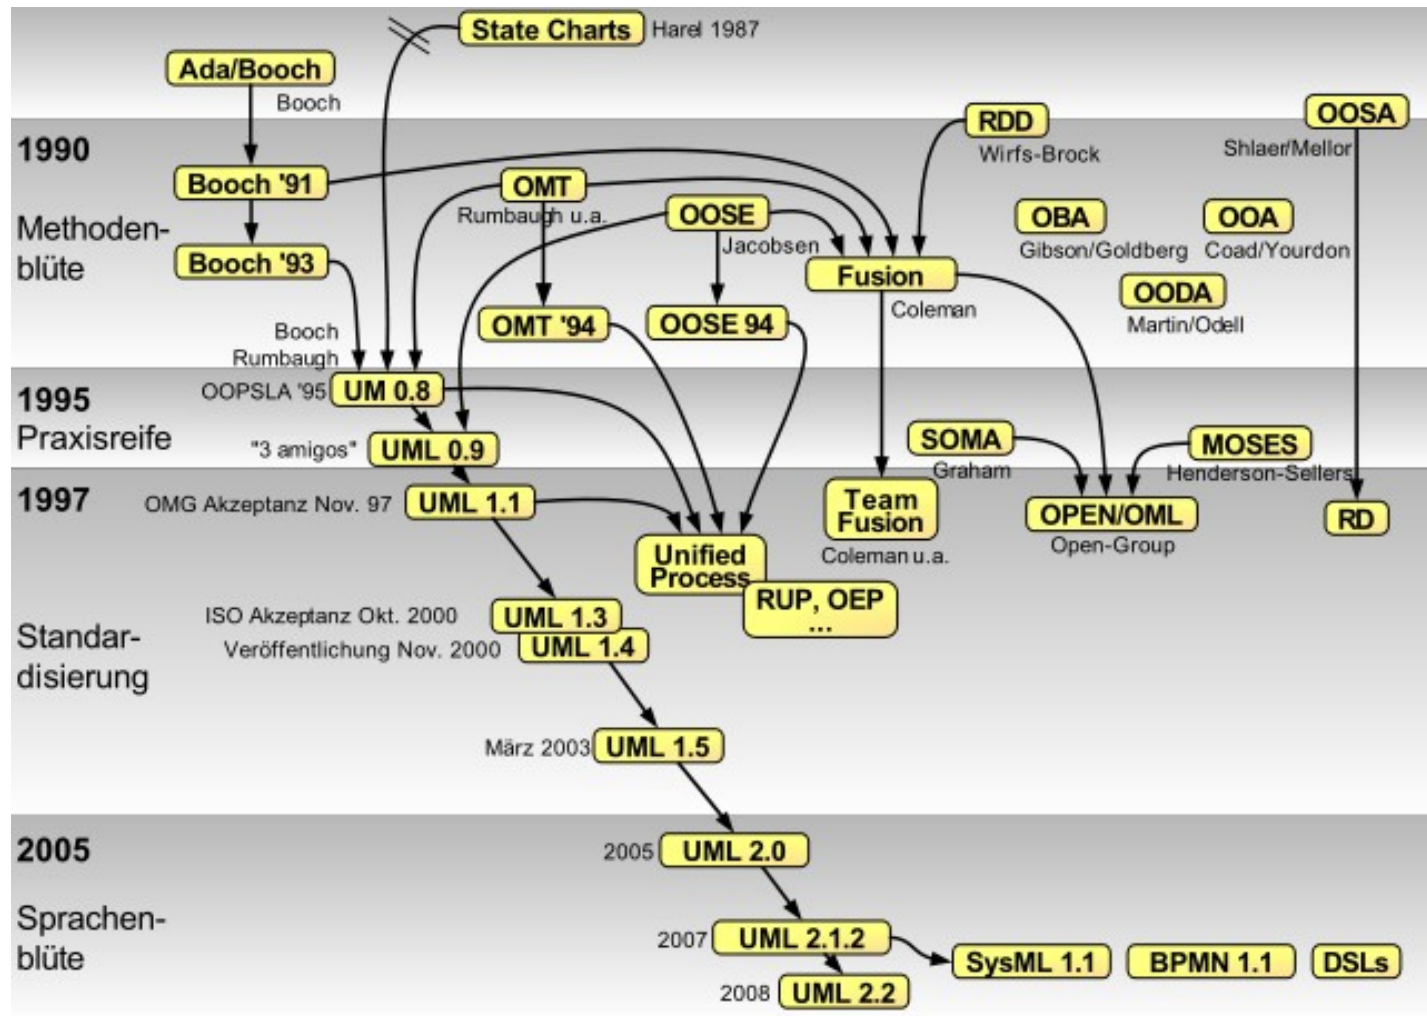 State Charts
Harel 1987
Ada/Booch
Booch
OOSA
Shlaer/Mellor
RDD
Wirfs-Brock
1990
Methoden-
blüte
Booch '91
OMT
Rumbaugh u.a.
OOSE
Jacobsen
OBA
Gibson/Goldberg
OOA
Coad/Yourdon
Booch '93
Fusion
Coleman
OODA
Martin/Odell
OMT '94
OOSE 94
Booch
Rumbaugh
OOPSLA '95
UM 0.8
1995
Praxisreife
"3 amigos"
UML 0.9
SOMA
Graham
MOSES
Henderson-Sellers
1997
OMG Akzeptanz Nov. 97
UML 1.1
Team
Fusion
Coleman u.a.
OPEN/OML
Open-Group
RD
Unified
Process
RUP, OEP
...
ISO Akzeptanz Okt. 2000
UML 1.3
Veröffentlichung Nov. 2000
UML 1.4
Standar-
disierung
März 2003
UML 1.5
2005
Sprachen-
blüte
2005
UML 2.0
2007
UML 2.1.2
SysML 1.1
BPMN 1.1
DSLs
2008
UML 2.2